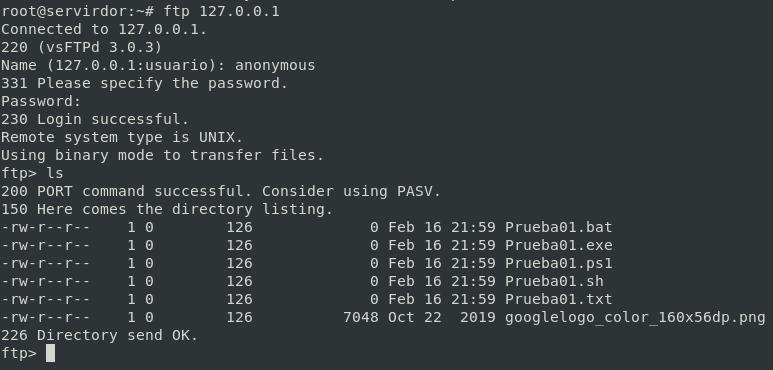 root@servirdor:~# ftp 127.0.0.1
Connected to 127.0.0.1.
220 (vsFTPd 3.0.3)
Name (127.0.0.1:usuario): anonymous
331 Please specify the password.
Password:
230 Login successful.
Remote system type is UNIX.
Using binary mode to transfer files.
ftp> ls
200 PORT command successful. Consider using PASV.
150 Here comes the directory listing.
-rw-r--r--    1 0        126             0 Feb 16 21:59 Prueba01.bat
-rw-r--r--    1 0        126             0 Feb 16 21:59 Prueba01.exe
-rw-r--r--    1 0        126             0 Feb 16 21:59 Prueba01.ps1
-rw-r--r--    1 0        126             0 Feb 16 21:59 Prueba01.sh
-rw-r--r--    1 0        126             0 Feb 16 21:59 Prueba01.txt
-rw-r--r--    1 0        126          7048 Oct 22  2019 googlelogo_color_160x56dp.png
226 Directory send OK.
ftp>